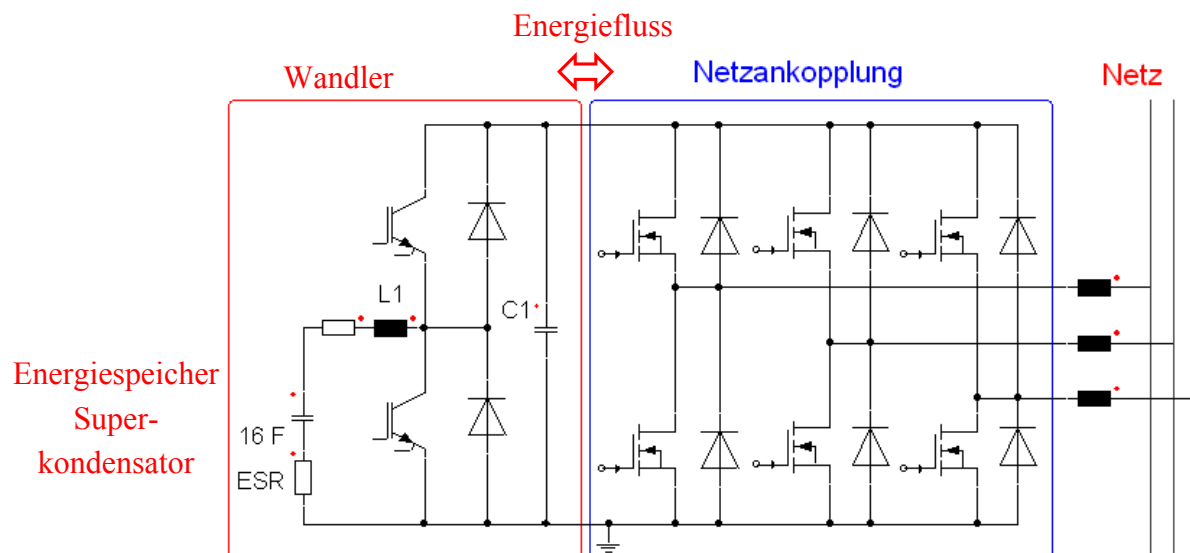 Energiefluss
Wandler
Netzankopplung
Netz
L1
C1
Energiespeicher
Super-
kondensator
16 F
ESR